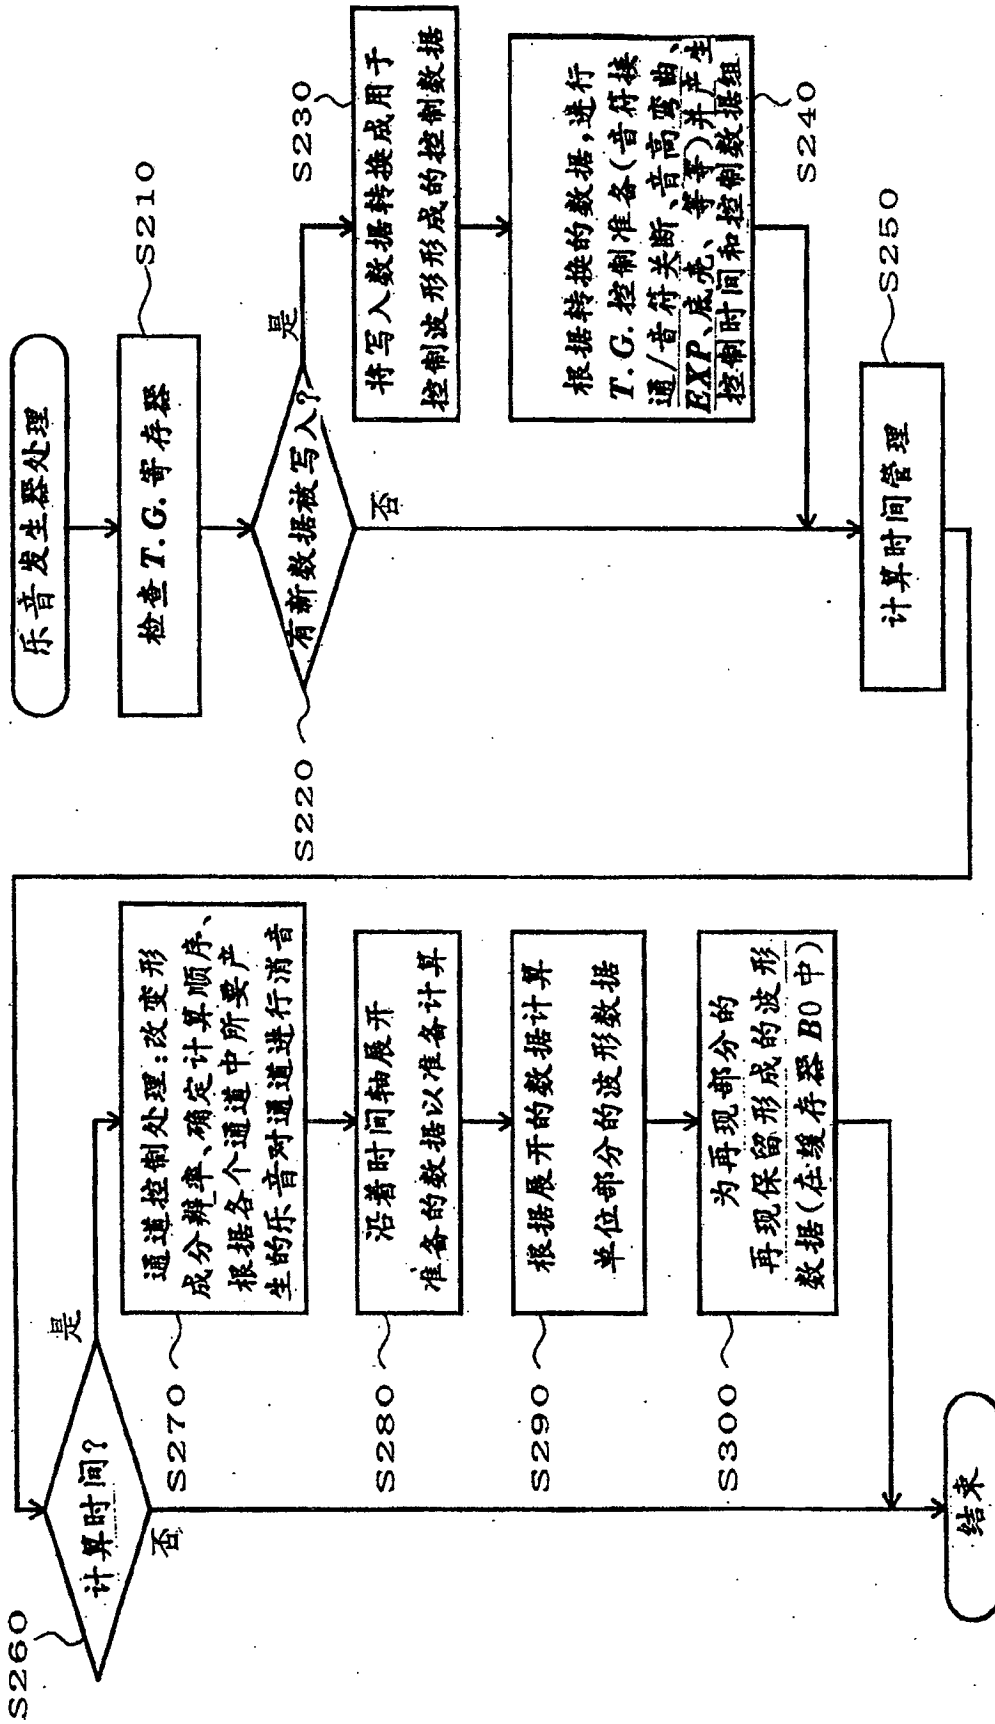 乐音发生器处理
检查T.G.寄存器
S210
有新数据被写入?
S220
是
否
将写入数据转换成用于
控制波形形成的控制数据
S230
根据转换的数据,进行
T.G.控制准备(音符接
通/音符关断、音高弯曲、
EXP、底亮、等等)并产生
控制时间和控制数据组
S240
计算时间管理
S250
计算时间?
S260
是
否
通道控制处理:改变形
成分辨率、确定计算顺序、
根据各个通道中所要产
生的乐音对通道进行消音
S270
沿着时间轴展开
准备的数据以准备计算
S280
根据展开的数据计算
单位部分的波形数据
S290
为再现部分的
再现保留形成的波形
数据(在缓存器B0中)
S300
结束